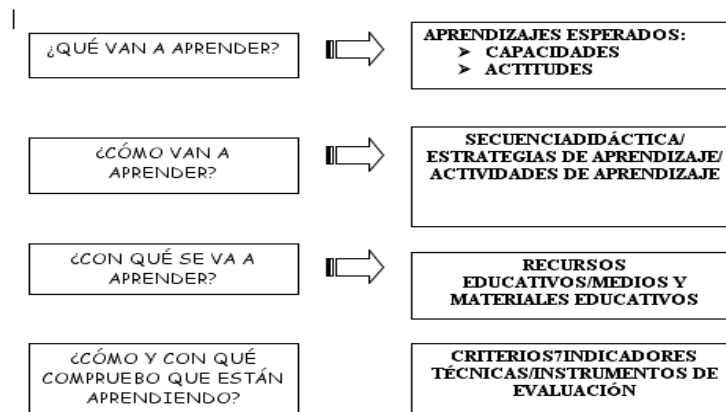 ¿QUÉ VAN A APRENDER?
APRENDIZAJES ESPERADOS:
➤ CAPACIDADES
➤ ACTITUDES
¿CÓMO VAN A
APRENDER?
SECUENCIADIDÁCTICA/
ESTRATEGIAS DE APRENDIZAJE/
ACTIVIDADES DE APRENDIZAJE
¿CON QUÉ SE VA A
APRENDER?
RECURSOS
EDUCATIVOS/MEDIOS Y
MATERIALES EDUCATIVOS
¿CÓMO Y CON QUÉ
COMPRUEBO QUE ESTÁN
APRENDIENDO?
CRITERIOS7INDICADORES
TÉCNICAS/INSTRUMENTOS DE
EVALUACIÓN